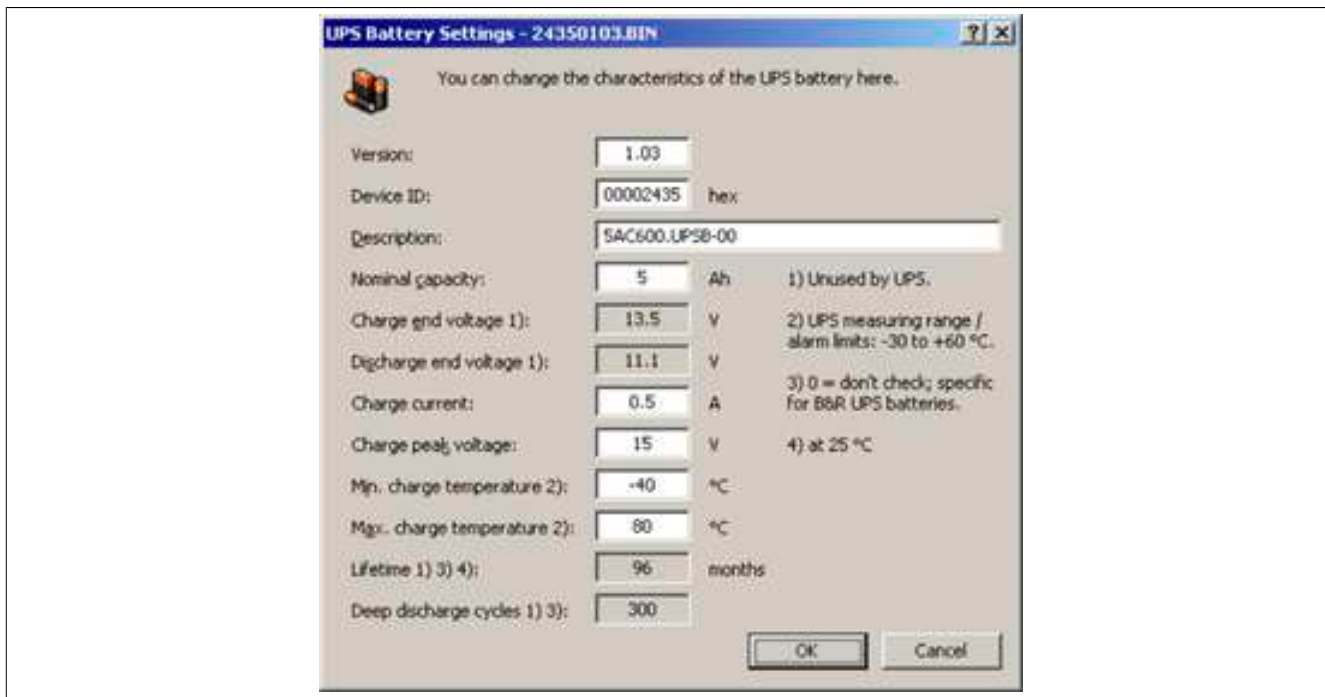 UPS Battery Settings - 24350103.BIN
You can change the characteristics of the UPS battery here.
Version: 1.03
Device ID: 00002435 hex
Description: 5AC600.UPSB-00
Nominal capacity: 5 Ah
Charge end voltage 1): 13.5 V
Discharge end voltage 1): 11.1 V
Charge current: 0.5 A
Charge peak voltage: 15 V
Min. charge temperature 2): -40 °C
Max. charge temperature 2): 80 °C
Lifetime 1) 3) 4): 96 months
Deep discharge cycles 1) 3): 300
1) Unused by UPS.
2) UPS measuring range /
alarm limits: -30 to +60 °C.
3) 0 = don't check; specific
for B&R UPS batteries.
4) at 25 °C
OK Cancel